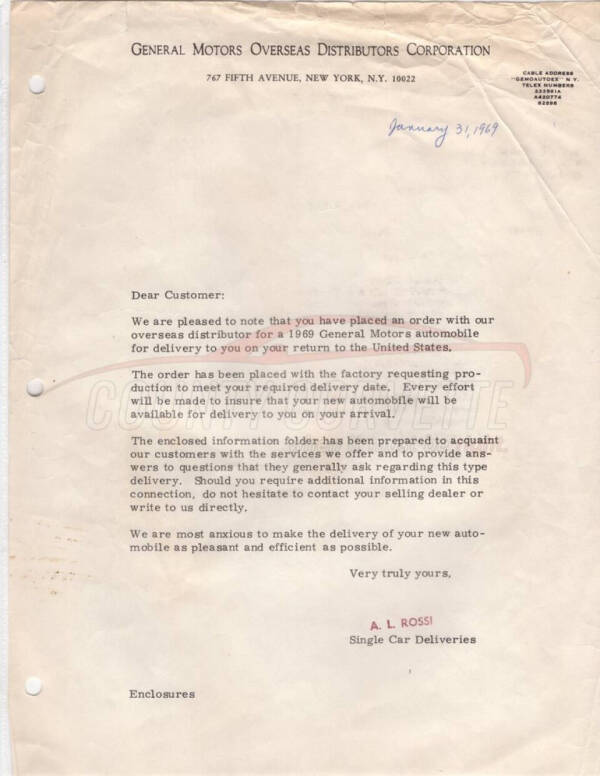 GENERAL MOTORS OVERSEAS DISTRIBUTORS CORPORATION
767 FIFTH AVENUE, NEW YORK, N.Y. 10022
CABLE ADDRESS
"GEMOAUTOEX" N.Y.
TELEX NUMBERS
A420774
62898
January 31, 1969
Dear Customer:
We are pleased to note that you have placed an order with our
overseas distributor for a 1969 General Motors automobile
for delivery to you on your return to the United States.
The order has been placed with the factory requesting pro-
duction to meet your required delivery date. Every effort
will be made to insure that your new automobile will be
available for delivery to you on your arrival.
COUNTY CORVETTE
The enclosed information folder has been prepared to acquaint
our customers with the services we offer and to provide ans-
wers to questions that they generally ask regarding this type
delivery. Should you require additional information in this
connection, do not hesitate to contact your selling dealer or
write to us directly.
We are most anxious to make the delivery of your new auto-
mobile as pleasant and efficient as possible.
Very truly yours,
A. L. ROSSI
Single Car Deliveries
Enclosures